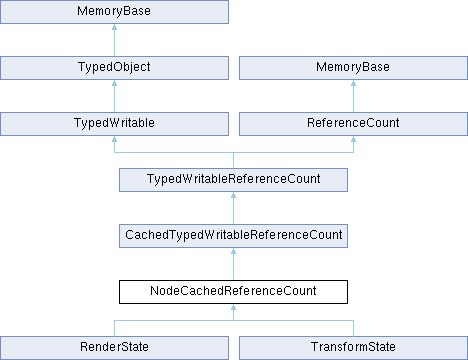 MemoryBase
TypedObject
MemoryBase
TypedWritable
ReferenceCount
TypedWritableReferenceCount
CachedTypedWritableReferenceCount
NodeCachedReferenceCount
RenderState
TransformState